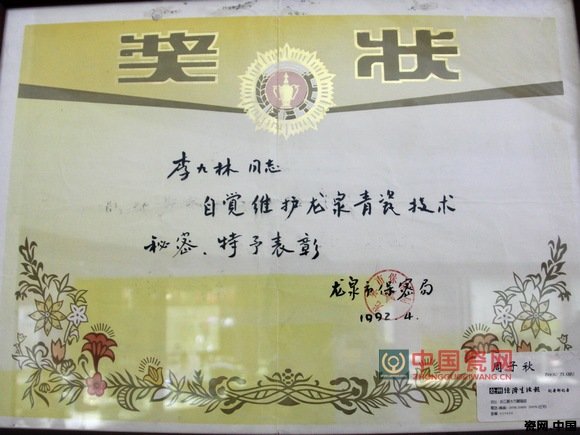 奖状
李九林同志
自觉维护龙泉青瓷技术
秘密、特予表彰
龙泉市保密局
1992.4.
中国瓷网
ZHONGGUOCIWANG.COM
周子秋
瓷网.中国